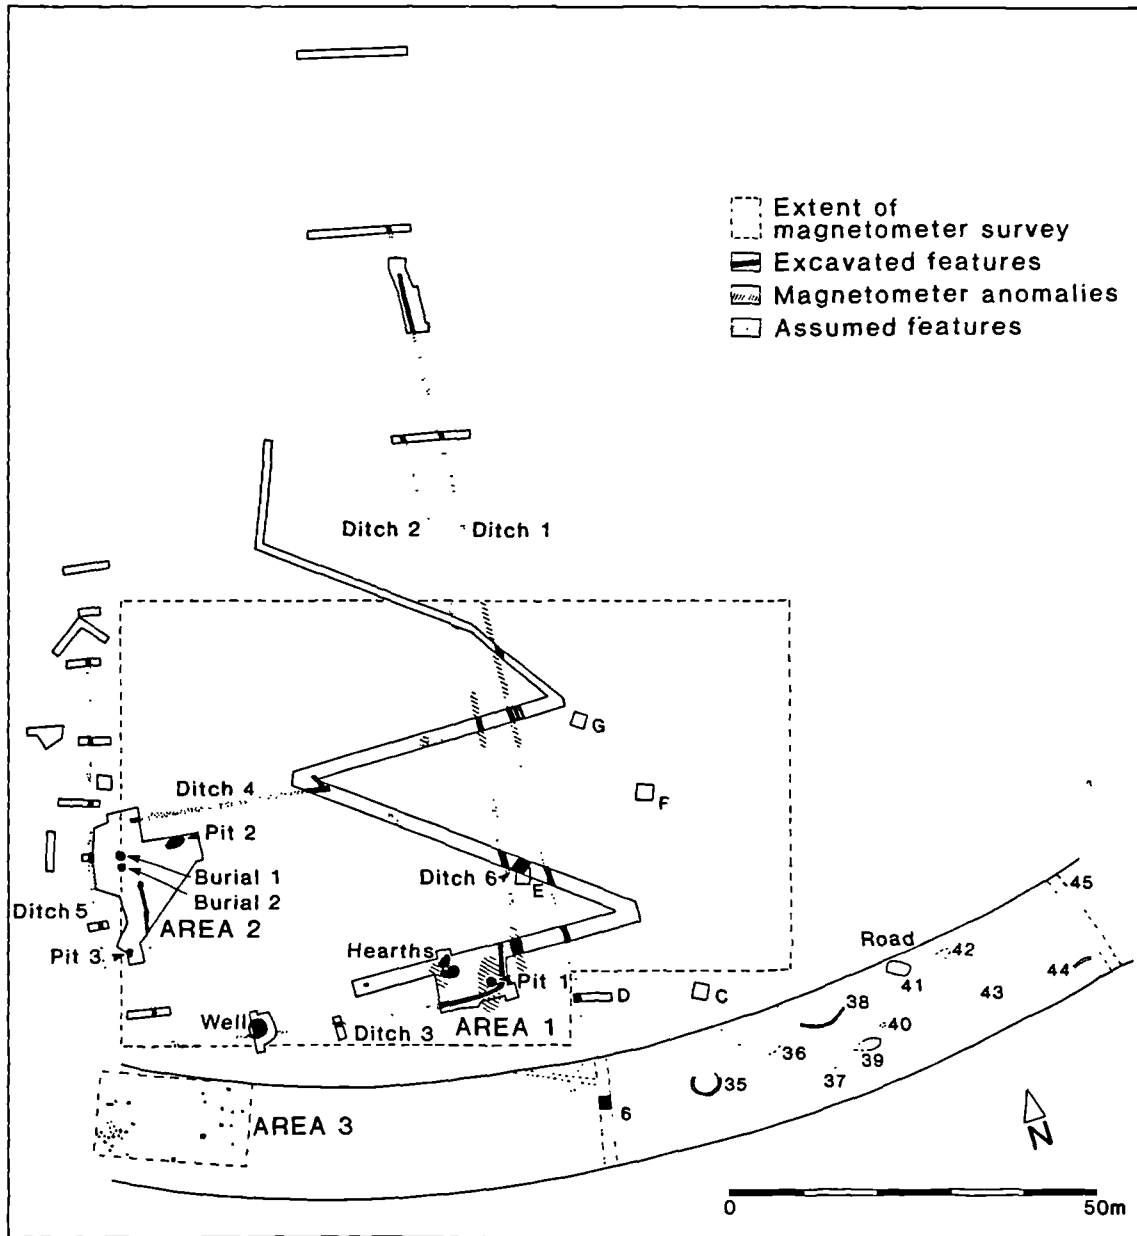 Extent of
magnetometer survey
Excavated features
Magnetometer anomalies
Assumed features
Ditch 2
Ditch 1
G
Ditch 4
F
Pit 2
Burial 1
Ditch 6
E
Burial 2
Ditch 5
AREA 2
45
Road
42
Hearths
Pit 3
44
41
Pit 1
43
D
C
38
Well
Ditch 3
AREA 1
40
36
39
37
35
6
AREA 3
N
0
50m